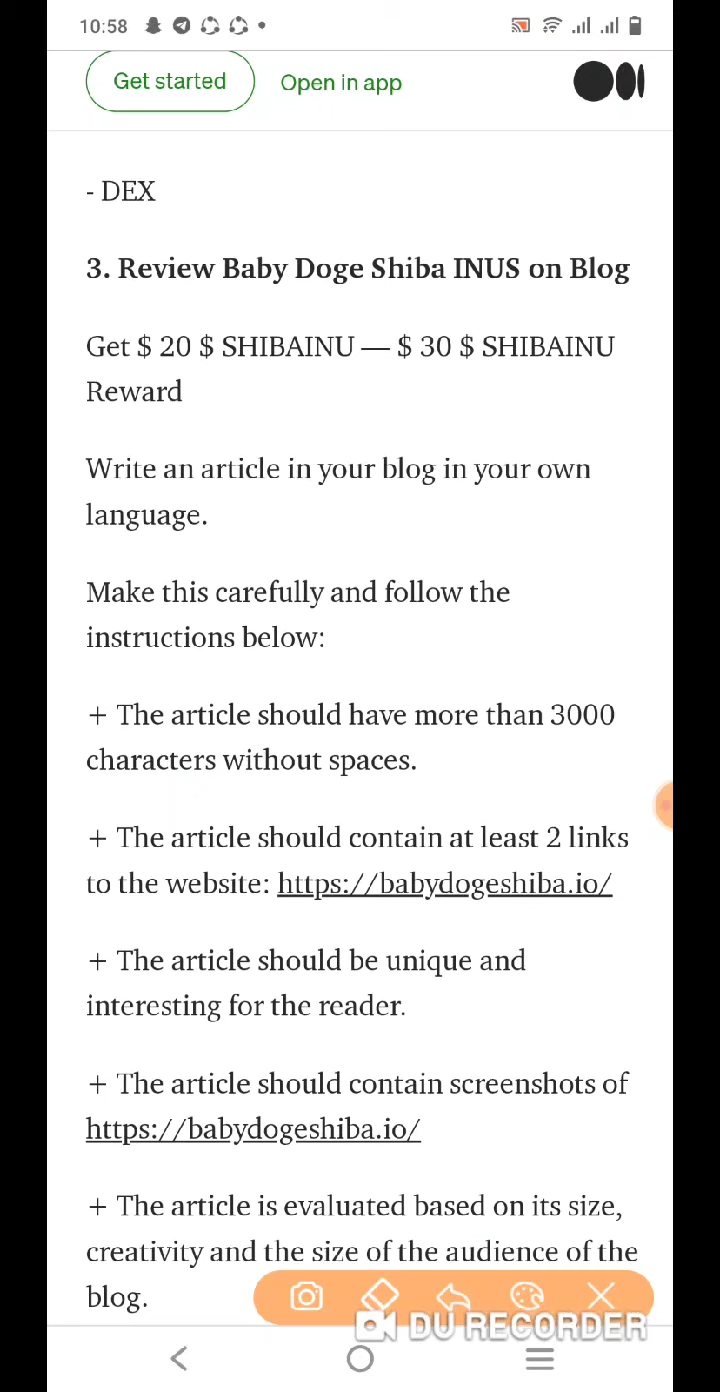 10:58
Get started
Open in app
- DEX
3. Review Baby Doge Shiba INUS on Blog
Get $ 20 $ SHIBAINU — $ 30 $ SHIBAINU
Reward
Write an article in your blog in your own
language.
Make this carefully and follow the
instructions below:
+ The article should have more than 3000
characters without spaces.
+ The article should contain at least 2 links
to the website: https://babydogeshiba.io/
+ The article should be unique and
interesting for the reader.
+ The article should contain screenshots of
https://babydogeshiba.io/
+ The article is evaluated based on its size,
creativity and the size of the audience of the
blog.
DU RECORDER